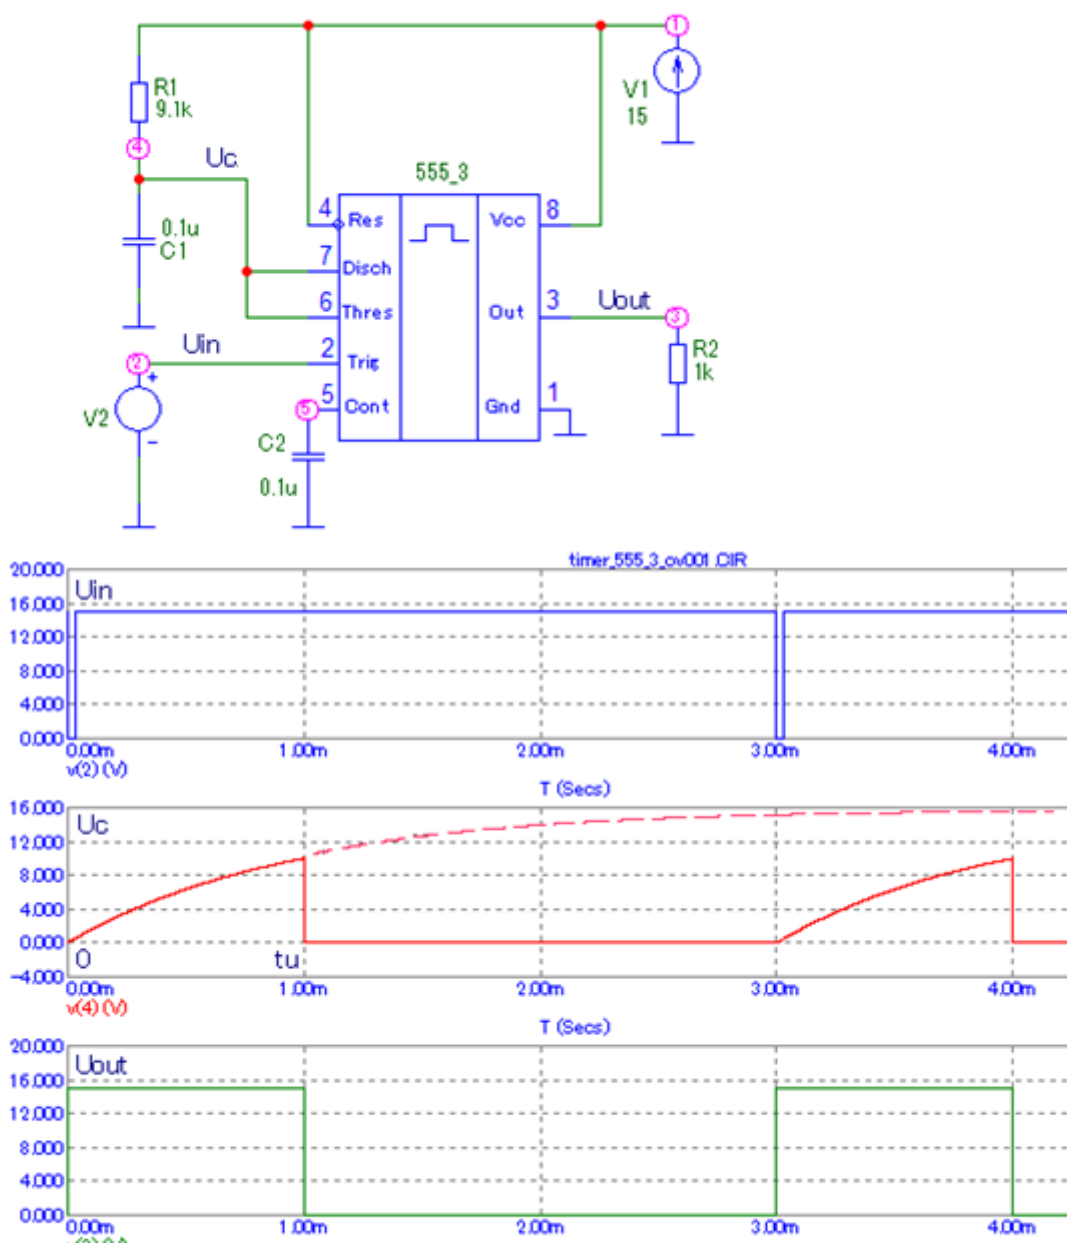 1
R1
9.1k
V1
15
4
Uc
555_3
4 Res Vcc 8
0.1u
C1
7 Disch
6 Thres Out 3 Uout 3
Uin
2 2 Trig
R2
1k
+
V2
-
5 5 Cont Gnd 1
C2
0.1u
timer_555_3_ov001.CIR
20.000
Uin
16.000
12.000
8.000
4.000
0.000
0.00m 1.00m 2.00m 3.00m 4.00m
v(2) (V)
T (Secs)
16.000
Uc
12.000
8.000
4.000
0.000
0 tu
-4.000
0.00m 1.00m 2.00m 3.00m 4.00m
v(4) (V)
T (Secs)
20.000
Uout
16.000
12.000
8.000
4.000
0.000
0.00m 1.00m 2.00m 3.00m 4.00m